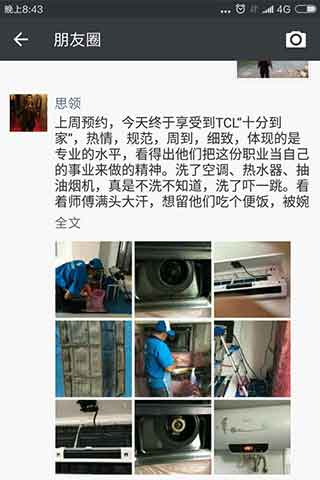 晚上8:43
... 4G
朋友圈
思领
上周预约，今天终于享受到TCL“十分到
家”，热情，规范，周到，细致，体现的是
专业的水平，看得出他们把这份职业当自己
的事业来做的精神。洗了空调、热水器、抽
油烟机，真是不洗不知道，洗了吓一跳。看
着师傅满头大汗，想留他们吃个便饭，被婉
全文